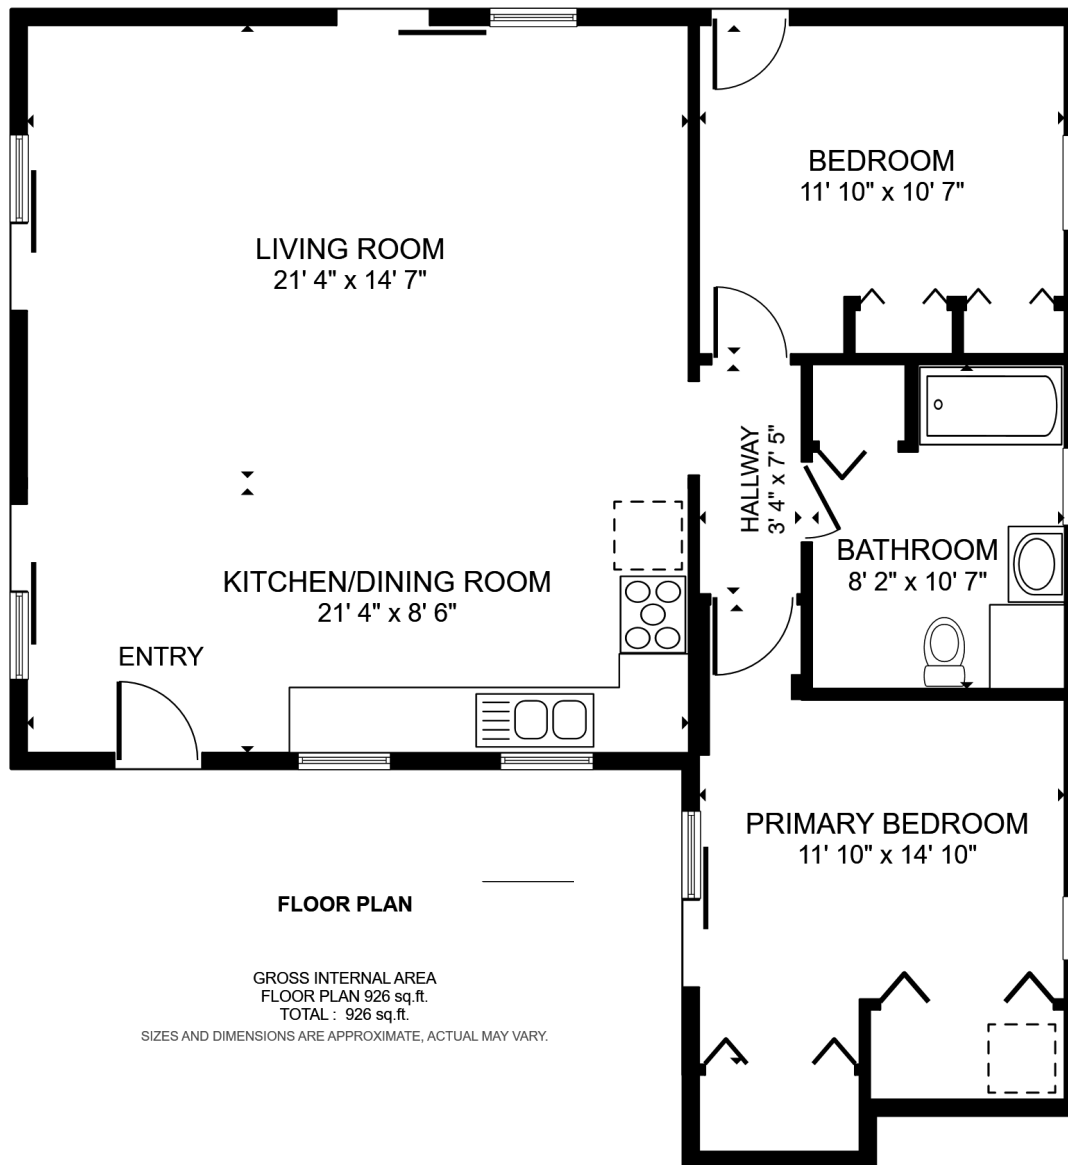 BEDROOM
11' 10" x 10' 7"
LIVING ROOM
21' 4" x 14' 7"
HALLWAY
3' 4" x 7' 5"
BATHROOM
8' 2" x 10' 7"
KITCHEN/DINING ROOM
21' 4" x 8' 6"
ENTRY
PRIMARY BEDROOM
11' 10" x 14' 10"
FLOOR PLAN
GROSS INTERNAL AREA
FLOOR PLAN 926 sq.ft.
TOTAL : 926 sq.ft.
SIZES AND DIMENSIONS ARE APPROXIMATE, ACTUAL MAY VARY.